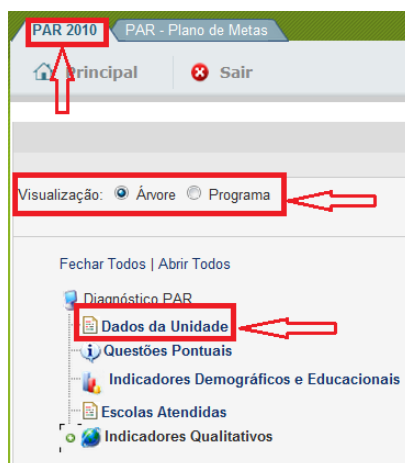 PAR 2010 PAR - Plano de Metas
Principal Sair
Visualização: Árvore Programa
Fechar Todos | Abrir Todos
Diagnóstico PAR
Dados da Unidade
Questões Pontuais
Indicadores Demográficos e Educacionais
Escolas Atendidas
Indicadores Qualitativos